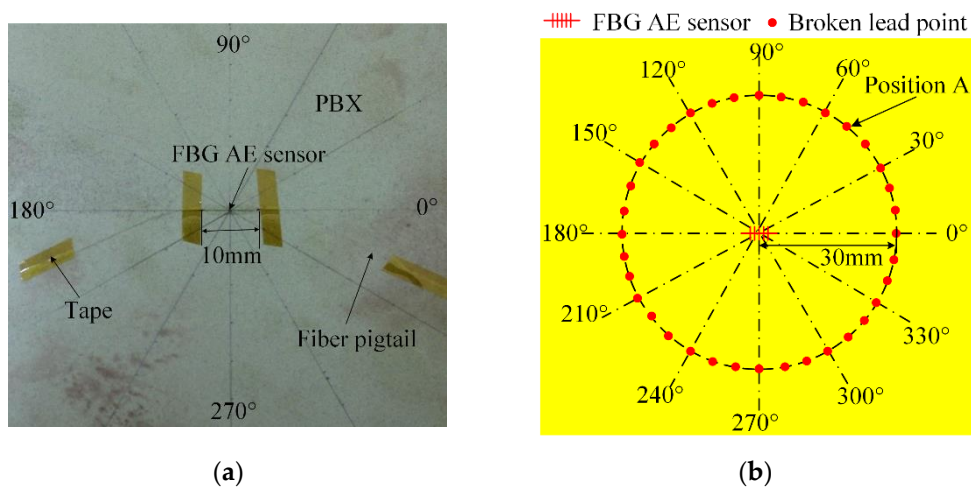 90°
PBX
FBG AE sensor
180°
0°
10mm
Tape
Fiber pigtail
270°
(a)
FBG AE sensor
Broken lead point
90°
120°
60°
Position A
150°
30°
180°
0°
30mm
210°
330°
240°
300°
270°
(b)